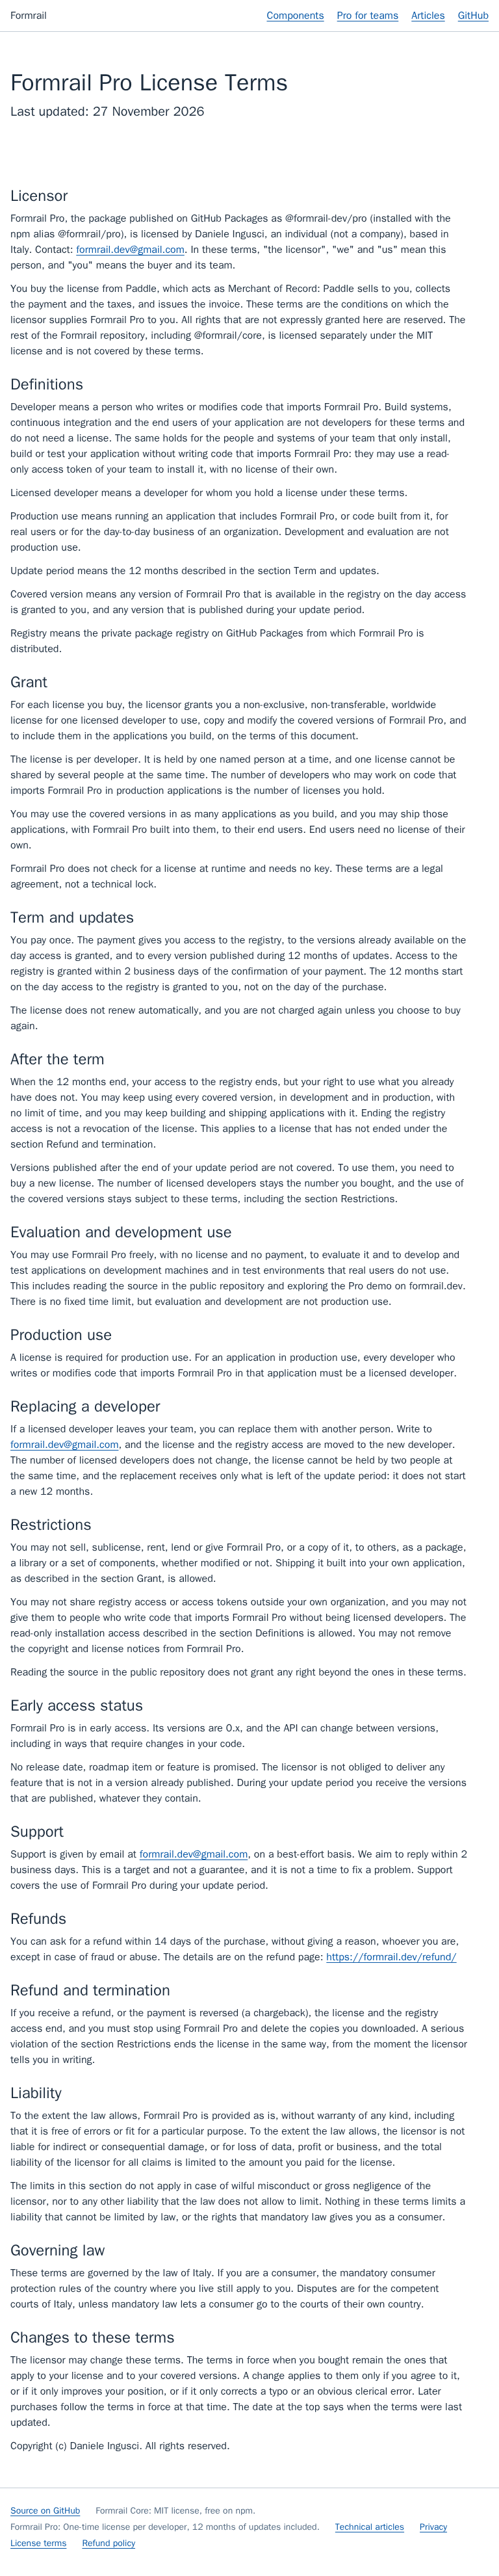 Formrail
Components Pro for teams Articles GitHub
Formrail Pro License Terms
Last updated: 27 November 2026
Licensor
Formrail Pro, the package published on GitHub Packages as @formrail-dev/pro (installed with the
npm alias @formrail/pro), is licensed by Daniele Ingusci, an individual (not a company), based in
Italy. Contact: formrail.dev@gmail.com. In these terms, "the licensor", "we" and "us" mean this
person, and "you" means the buyer and its team.
You buy the license from Paddle, which acts as Merchant of Record: Paddle sells to you, collects
the payment and the taxes, and issues the invoice. These terms are the conditions on which the
licensor supplies Formrail Pro to you. All rights that are not expressly granted here are reserved. The
rest of the Formrail repository, including @formrail/core, is licensed separately under the MIT
license and is not covered by these terms.
Definitions
Developer means a person who writes or modifies code that imports Formrail Pro. Build systems,
continuous integration and the end users of your application are not developers for these terms and
do not need a license. The same holds for the people and systems of your team that only install,
build or test your application without writing code that imports Formrail Pro: they may use a read-
only access token of your team to install it, with no license of their own.
Licensed developer means a developer for whom you hold a license under these terms.
Production use means running an application that includes Formrail Pro, or code built from it, for
real users or for the day-to-day business of an organization. Development and evaluation are not
production use.
Update period means the 12 months described in the section Term and updates.
Covered version means any version of Formrail Pro that is available in the registry on the day access
is granted to you, and any version that is published during your update period.
Registry means the private package registry on GitHub Packages from which Formrail Pro is
distributed.
Grant
For each license you buy, the licensor grants you a non-exclusive, non-transferable, worldwide
license for one licensed developer to use, copy and modify the covered versions of Formrail Pro, and
to include them in the applications you build, on the terms of this document.
The license is per developer. It is held by one named person at a time, and one license cannot be
shared by several people at the same time. The number of developers who may work on code that
imports Formrail Pro in production applications is the number of licenses you hold.
You may use the covered versions in as many applications as you build, and you may ship those
applications, with Formrail Pro built into them, to their end users. End users need no license of their
own.
Formrail Pro does not check for a license at runtime and needs no key. These terms are a legal
agreement, not a technical lock.
Term and updates
You pay once. The payment gives you access to the registry, to the versions already available on the
day access is granted, and to every version published during 12 months of updates. Access to the
registry is granted within 2 business days of the confirmation of your payment. The 12 months start
on the day access to the registry is granted to you, not on the day of the purchase.
The license does not renew automatically, and you are not charged again unless you choose to buy
again.
After the term
When the 12 months end, your access to the registry ends, but your right to use what you already
have does not. You may keep using every covered version, in development and in production, with
no limit of time, and you may keep building and shipping applications with it. Ending the registry
access is not a revocation of the license. This applies to a license that has not ended under the
section Refund and termination.
Versions published after the end of your update period are not covered. To use them, you need to
buy a new license. The number of licensed developers stays the number you bought, and the use of
the covered versions stays subject to these terms, including the section Restrictions.
Evaluation and development use
You may use Formrail Pro freely, with no license and no payment, to evaluate it and to develop and
test applications on development machines and in test environments that real users do not use.
This includes reading the source in the public repository and exploring the Pro demo on formrail.dev.
There is no fixed time limit, but evaluation and development are not production use.
Production use
A license is required for production use. For an application in production use, every developer who
writes or modifies code that imports Formrail Pro in that application must be a licensed developer.
Replacing a developer
If a licensed developer leaves your team, you can replace them with another person. Write to
formrail.dev@gmail.com, and the license and the registry access are moved to the new developer.
The number of licensed developers does not change, the license cannot be held by two people at
the same time, and the replacement receives only what is left of the update period: it does not start
a new 12 months.
Restrictions
You may not sell, sublicense, rent, lend or give Formrail Pro, or a copy of it, to others, as a package,
a library or a set of components, whether modified or not. Shipping it built into your own application,
as described in the section Grant, is allowed.
You may not share registry access or access tokens outside your own organization, and you may not
give them to people who write code that imports Formrail Pro without being licensed developers. The
read-only installation access described in the section Definitions is allowed. You may not remove
the copyright and license notices from Formrail Pro.
Reading the source in the public repository does not grant any right beyond the ones in these terms.
Early access status
Formrail Pro is in early access. Its versions are 0.x, and the API can change between versions,
including in ways that require changes in your code.
No release date, roadmap item or feature is promised. The licensor is not obliged to deliver any
feature that is not in a version already published. During your update period you receive the versions
that are published, whatever they contain.
Support
Support is given by email at formrail.dev@gmail.com, on a best-effort basis. We aim to reply within 2
business days. This is a target and not a guarantee, and it is not a time to fix a problem. Support
covers the use of Formrail Pro during your update period.
Refunds
You can ask for a refund within 14 days of the purchase, without giving a reason, whoever you are,
except in case of fraud or abuse. The details are on the refund page: https://formrail.dev/refund/
Refund and termination
If you receive a refund, or the payment is reversed (a chargeback), the license and the registry
access end, and you must stop using Formrail Pro and delete the copies you downloaded. A serious
violation of the section Restrictions ends the license in the same way, from the moment the licensor
tells you in writing.
Liability
To the extent the law allows, Formrail Pro is provided as is, without warranty of any kind, including
that it is free of errors or fit for a particular purpose. To the extent the law allows, the licensor is not
liable for indirect or consequential damage, or for loss of data, profit or business, and the total
liability of the licensor for all claims is limited to the amount you paid for the license.
The limits in this section do not apply in case of wilful misconduct or gross negligence of the
licensor, nor to any other liability that the law does not allow to limit. Nothing in these terms limits a
liability that cannot be limited by law, or the rights that mandatory law gives you as a consumer.
Governing law
These terms are governed by the law of Italy. If you are a consumer, the mandatory consumer
protection rules of the country where you live still apply to you. Disputes are for the competent
courts of Italy, unless mandatory law lets a consumer go to the courts of their own country.
Changes to these terms
The licensor may change these terms. The terms in force when you bought remain the ones that
apply to your license and to your covered versions. A change applies to them only if you agree to it,
or if it only improves your position, or if it only corrects a typo or an obvious clerical error. Later
purchases follow the terms in force at that time. The date at the top says when the terms were last
updated.
Copyright (c) Daniele Ingusci. All rights reserved.
Source on GitHub Formrail Core: MIT license, free on npm.
Formrail Pro: One-time license per developer, 12 months of updates included. Technical articles Privacy
License terms Refund policy